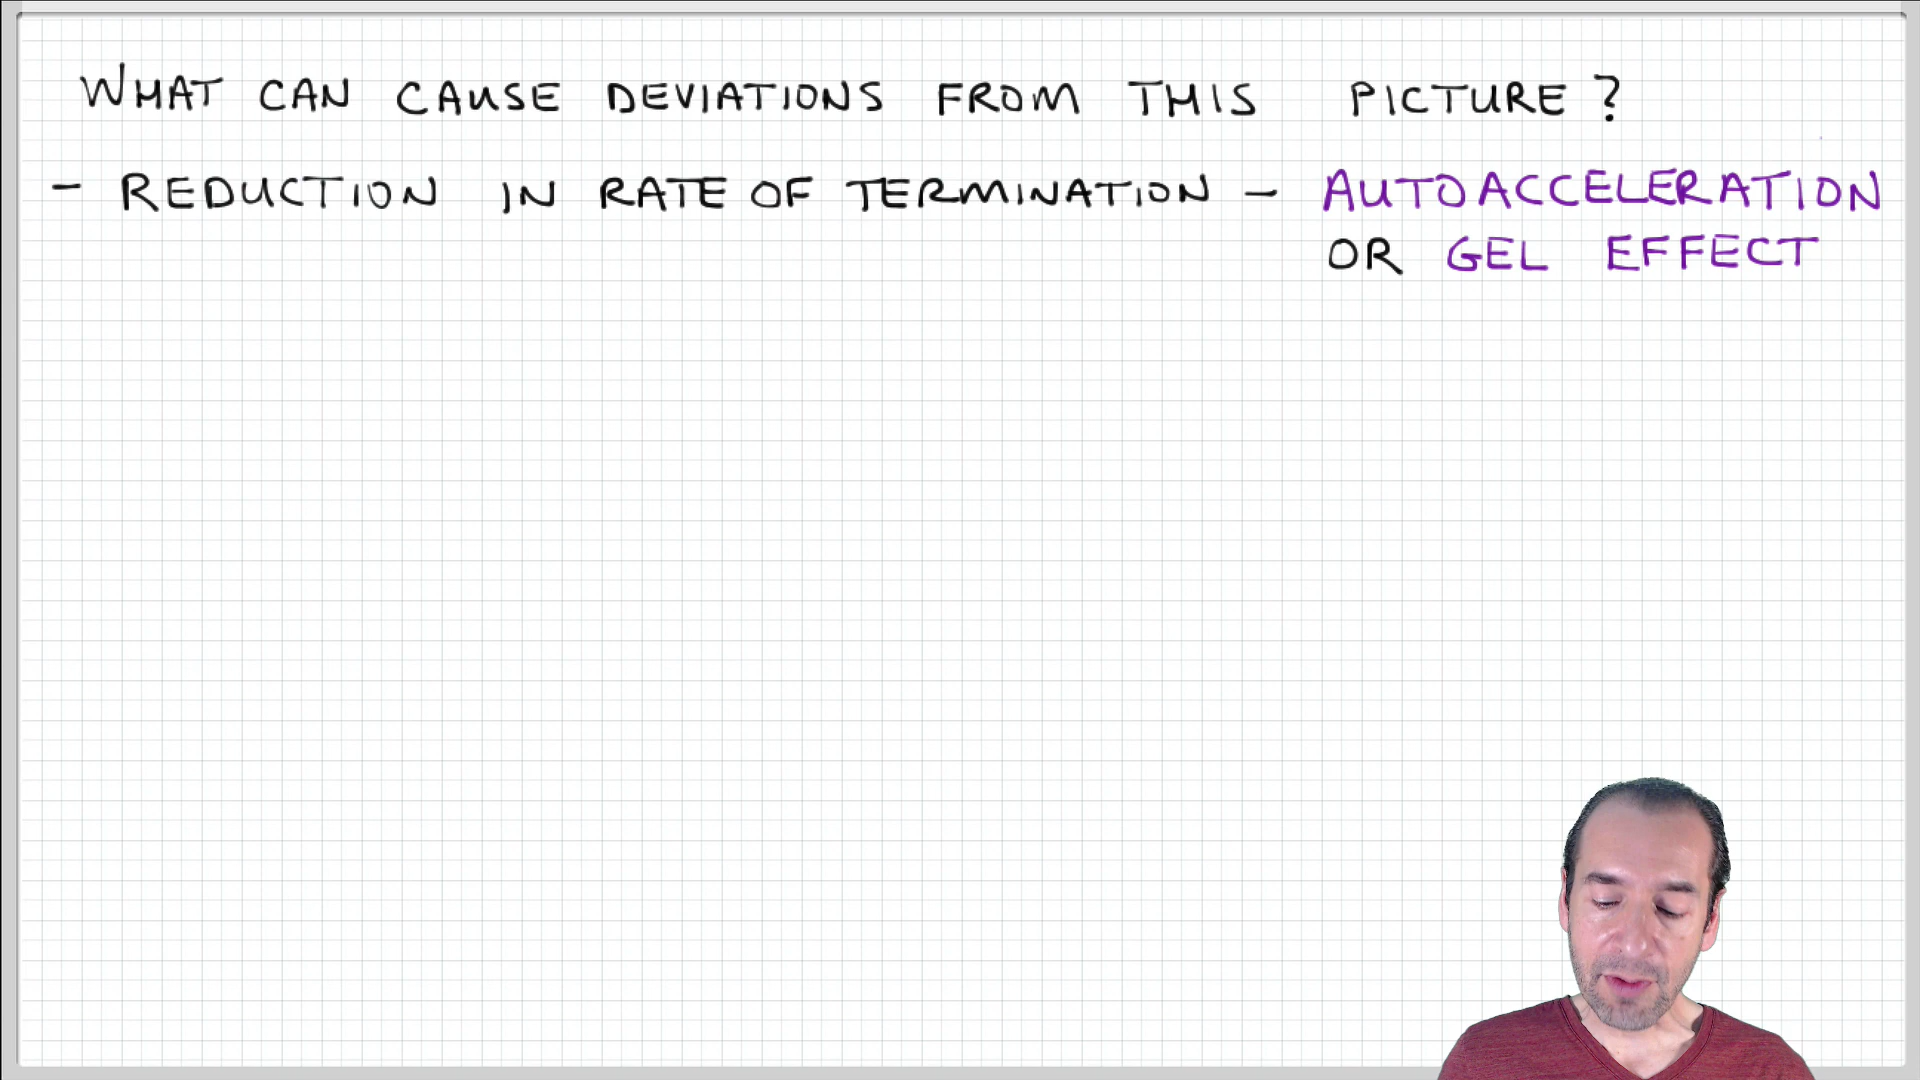 WHAT CAN CAUSE DEVIATIONS FROM THIS PICTURE?
- REDUCTION IN RATE OF TERMINATION - AUTOACCELERATION
OR GEL EFFECT